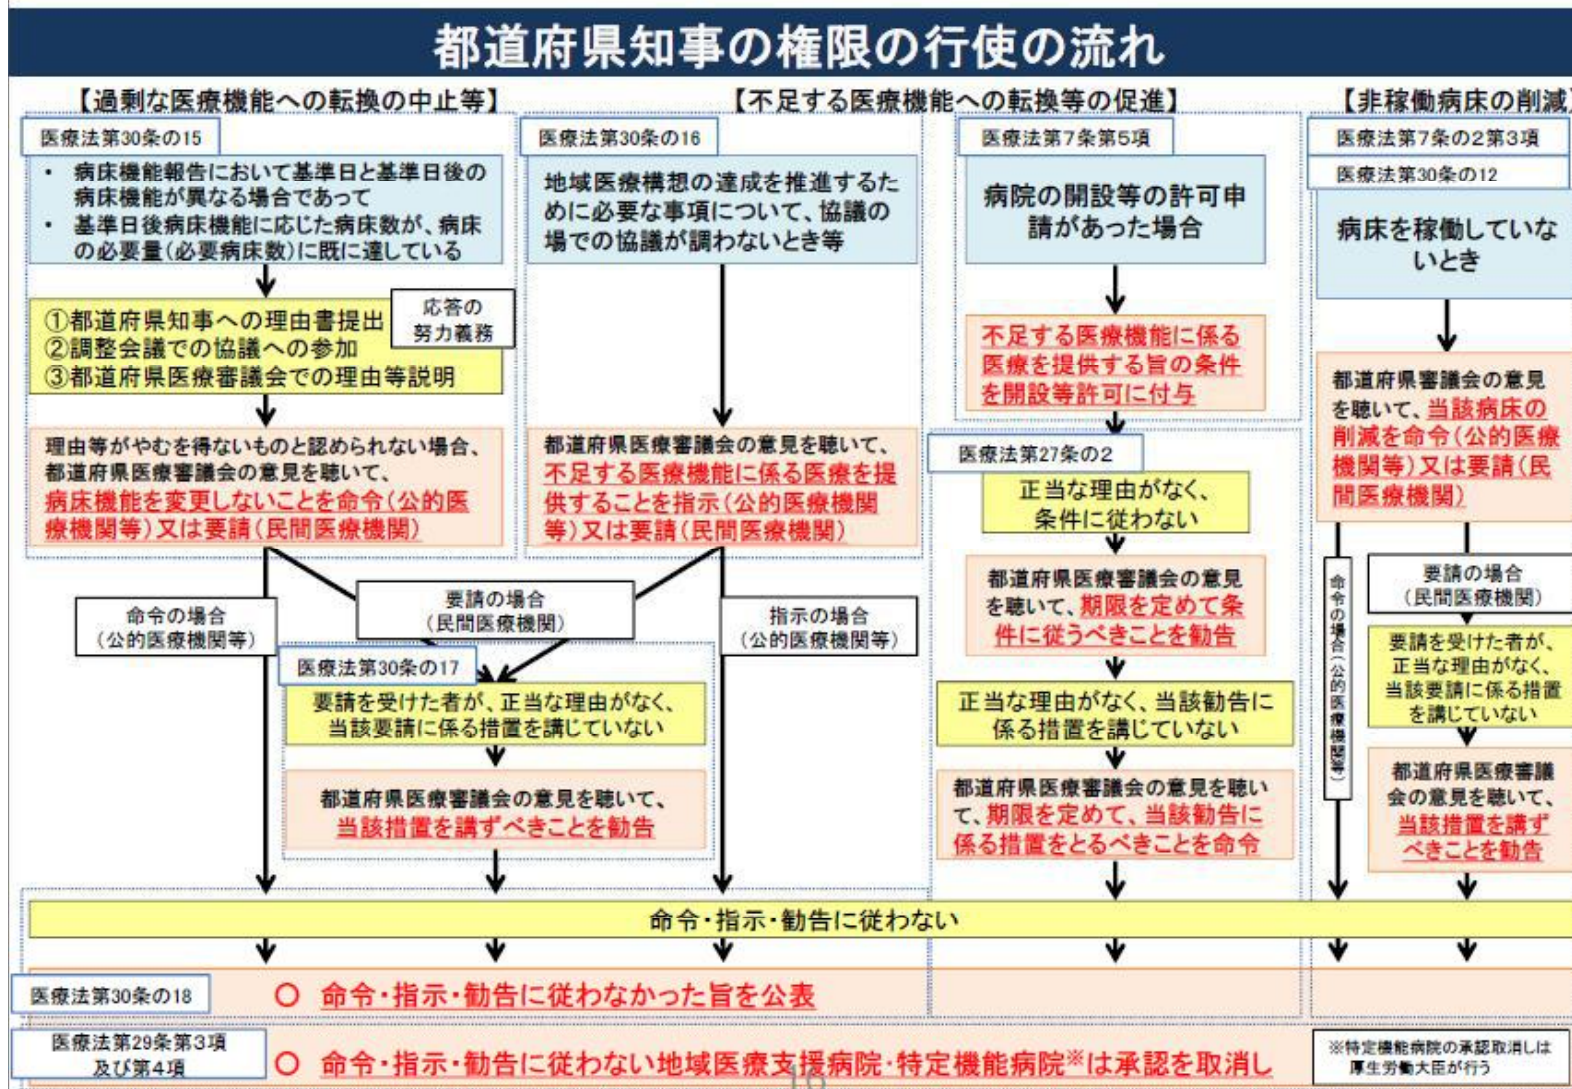 都道府県知事の権限の行使の流れ
【過剰な医療機能への転換の中止等】
【不足する医療機能への転換等の促進】
【非稼働病床の削減】
医療法第30条の15
・ 病床機能報告において基準日と基準日後の
病床機能が異なる場合であって
・ 基準日後病床機能に応じた病床数が、病床
の必要量(必要病床数)に既に達している
①都道府県知事への理由書提出
②調整会議での協議への参加
③都道府県医療審議会での理由等説明
応答の
努力義務
理由等がやむを得ないものと認められない場合、
都道府県医療審議会の意見を聴いて、
病床機能を変更しないことを命令(公的医
療機関等)又は要請(民間医療機関)
医療法第30条の16
地域医療構想の達成を推進するた
めに必要な事項について、協議の
場での協議が調わないとき等
都道府県医療審議会の意見を聴いて、
不足する医療機能に係る医療を提
供することを指示(公的医療機関
等)又は要請(民間医療機関)
命令の場合
(公的医療機関等)
要請の場合
(民間医療機関)
指示の場合
(公的医療機関等)
医療法第30条の17
要請を受けた者が、正当な理由がなく、
当該要請に係る措置を講じていない
都道府県医療審議会の意見を聴いて、
当該措置を講ずべきことを勧告
医療法第7条第5項
病院の開設等の許可申
請があった場合
不足する医療機能に係る
医療を提供する旨の条件
を開設等許可に付与
医療法第27条の2
正当な理由がなく、
条件に従わない
都道府県医療審議会の意見
を聴いて、期限を定めて条
件に従うべきことを勧告
正当な理由がなく、当該勧告に
係る措置を講じていない
都道府県医療審議会の意見を聴い
て、期限を定めて、当該勧告に
係る措置をとるべきことを命令
医療法第7条の2第3項
医療法第30条の12
病床を稼働していな
いとき
都道府県審議会の意見
を聴いて、当該病床の
削減を命令(公的医療
機関等)又は要請(民
間医療機関)
命令の場合(公的医療機関等)
要請の場合
(民間医療機関)
要請を受けた者が、
正当な理由がなく、
当該要請に係る措置
を講じていない
都道府県医療審議
会の意見を聴いて、
当該措置を講ず
べきことを勧告
命令・指示・勧告に従わない
医療法第30条の18
○ 命令・指示・勧告に従わなかった旨を公表
医療法第29条第3項
及び第4項
○ 命令・指示・勧告に従わない地域医療支援病院・特定機能病院※は承認を取消し
※特定機能病院の承認取消しは
厚生労働大臣が行う
16